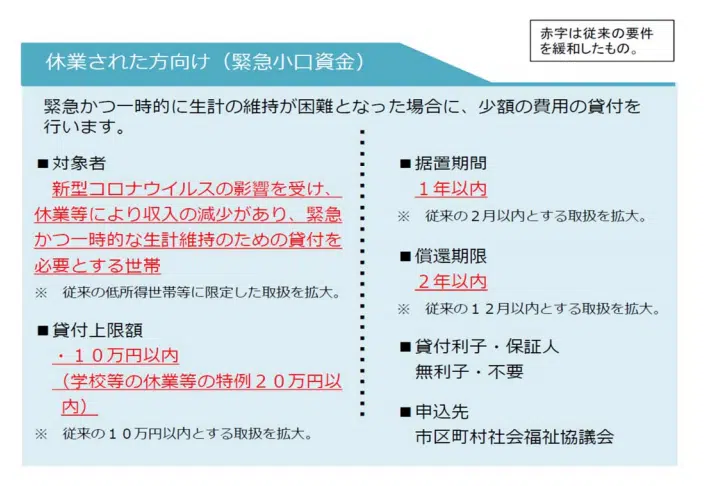 赤字は従来の要件
を緩和したもの。
休業された方向け（緊急小口資金）
緊急かつ一時的に生計の維持が困難となった場合に、少額の費用の貸付を
行います。
■対象者
新型コロナウイルスの影響を受け、
休業等により収入の減少があり、緊急
かつ一時的な生計維持のための貸付を
必要とする世帯
※　従来の低所得世帯等に限定した取扱を拡大。
■貸付上限額
・１０万円以内
（学校等の休業等の特例２０万円以
内）
※　従来の１０万円以内とする取扱を拡大。
■据置期間
１年以内
※　従来の２月以内とする取扱を拡大。
■償還期限
２年以内
※　従来の１２月以内とする取扱を拡大。
■貸付利子・保証人
無利子・不要
■申込先
市区町村社会福祉協議会